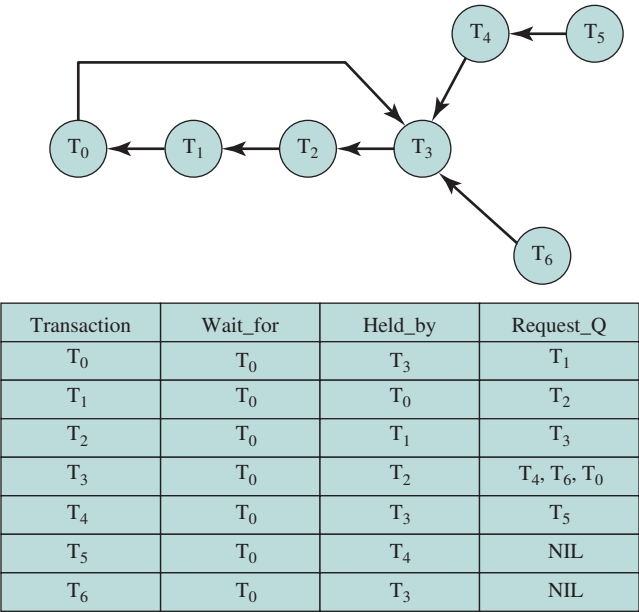 T4 T5
T0 T1 T2 T3
T6
Transaction Wait_for Held_by Request_Q
T0 T0 T3 T1
T1 T0 T0 T2
T2 T0 T1 T3
T3 T0 T2 T4, T6, T0
T4 T0 T3 T5
T5 T0 T4 NIL
T6 T0 T3 NIL